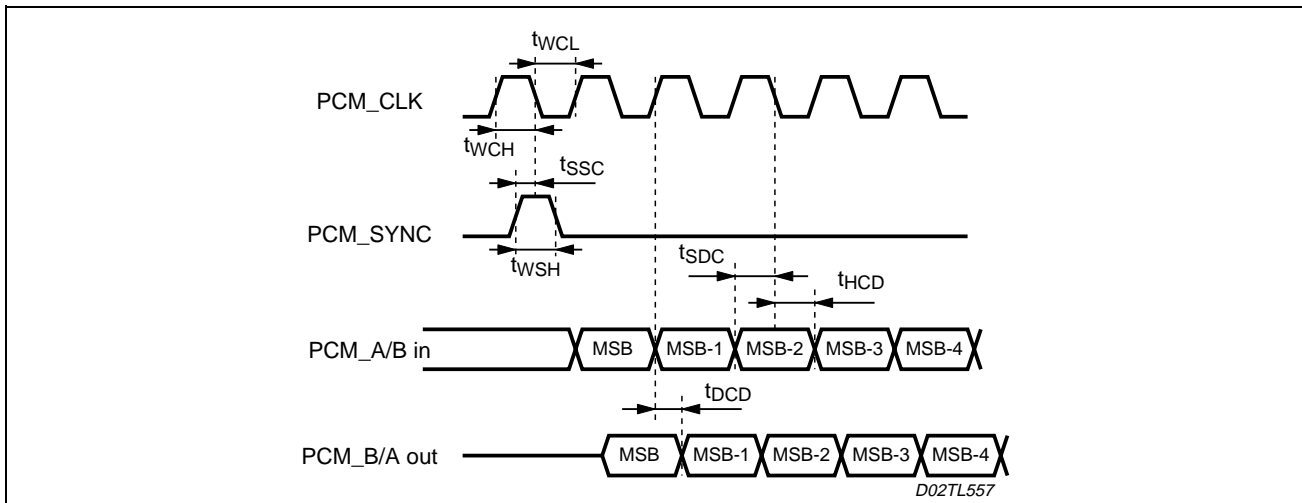 tWCL
PCM_CLK
tWCH
tSSC
PCM_SYNC
tWSH
tSDC
tHCD
PCM_A/B in
MSB MSB-1 MSB-2 MSB-3 MSB-4
tDCD
PCM_B/A out
MSB MSB-1 MSB-2 MSB-3 MSB-4
D02TL557